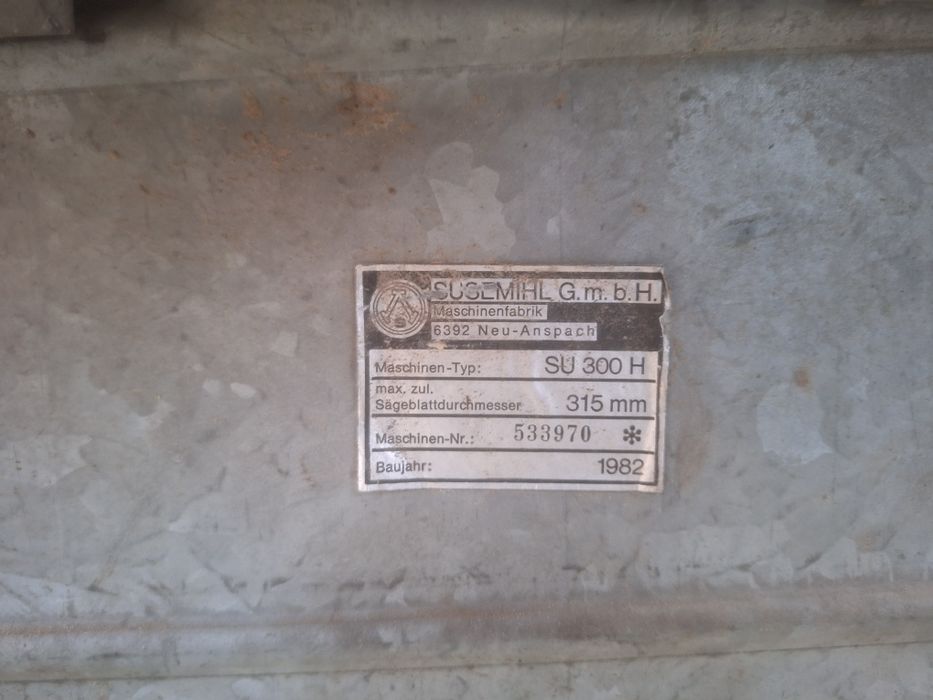 SUSEMIHL G.m.b.H.
Maschinenfabrik
6392 Neu-Anspach
Maschinen-Typ: SU 300 H
max. zul.
Sägeblattdurchmesser 315 mm
Maschinen-Nr.: 533970 *
Baujahr: 1982